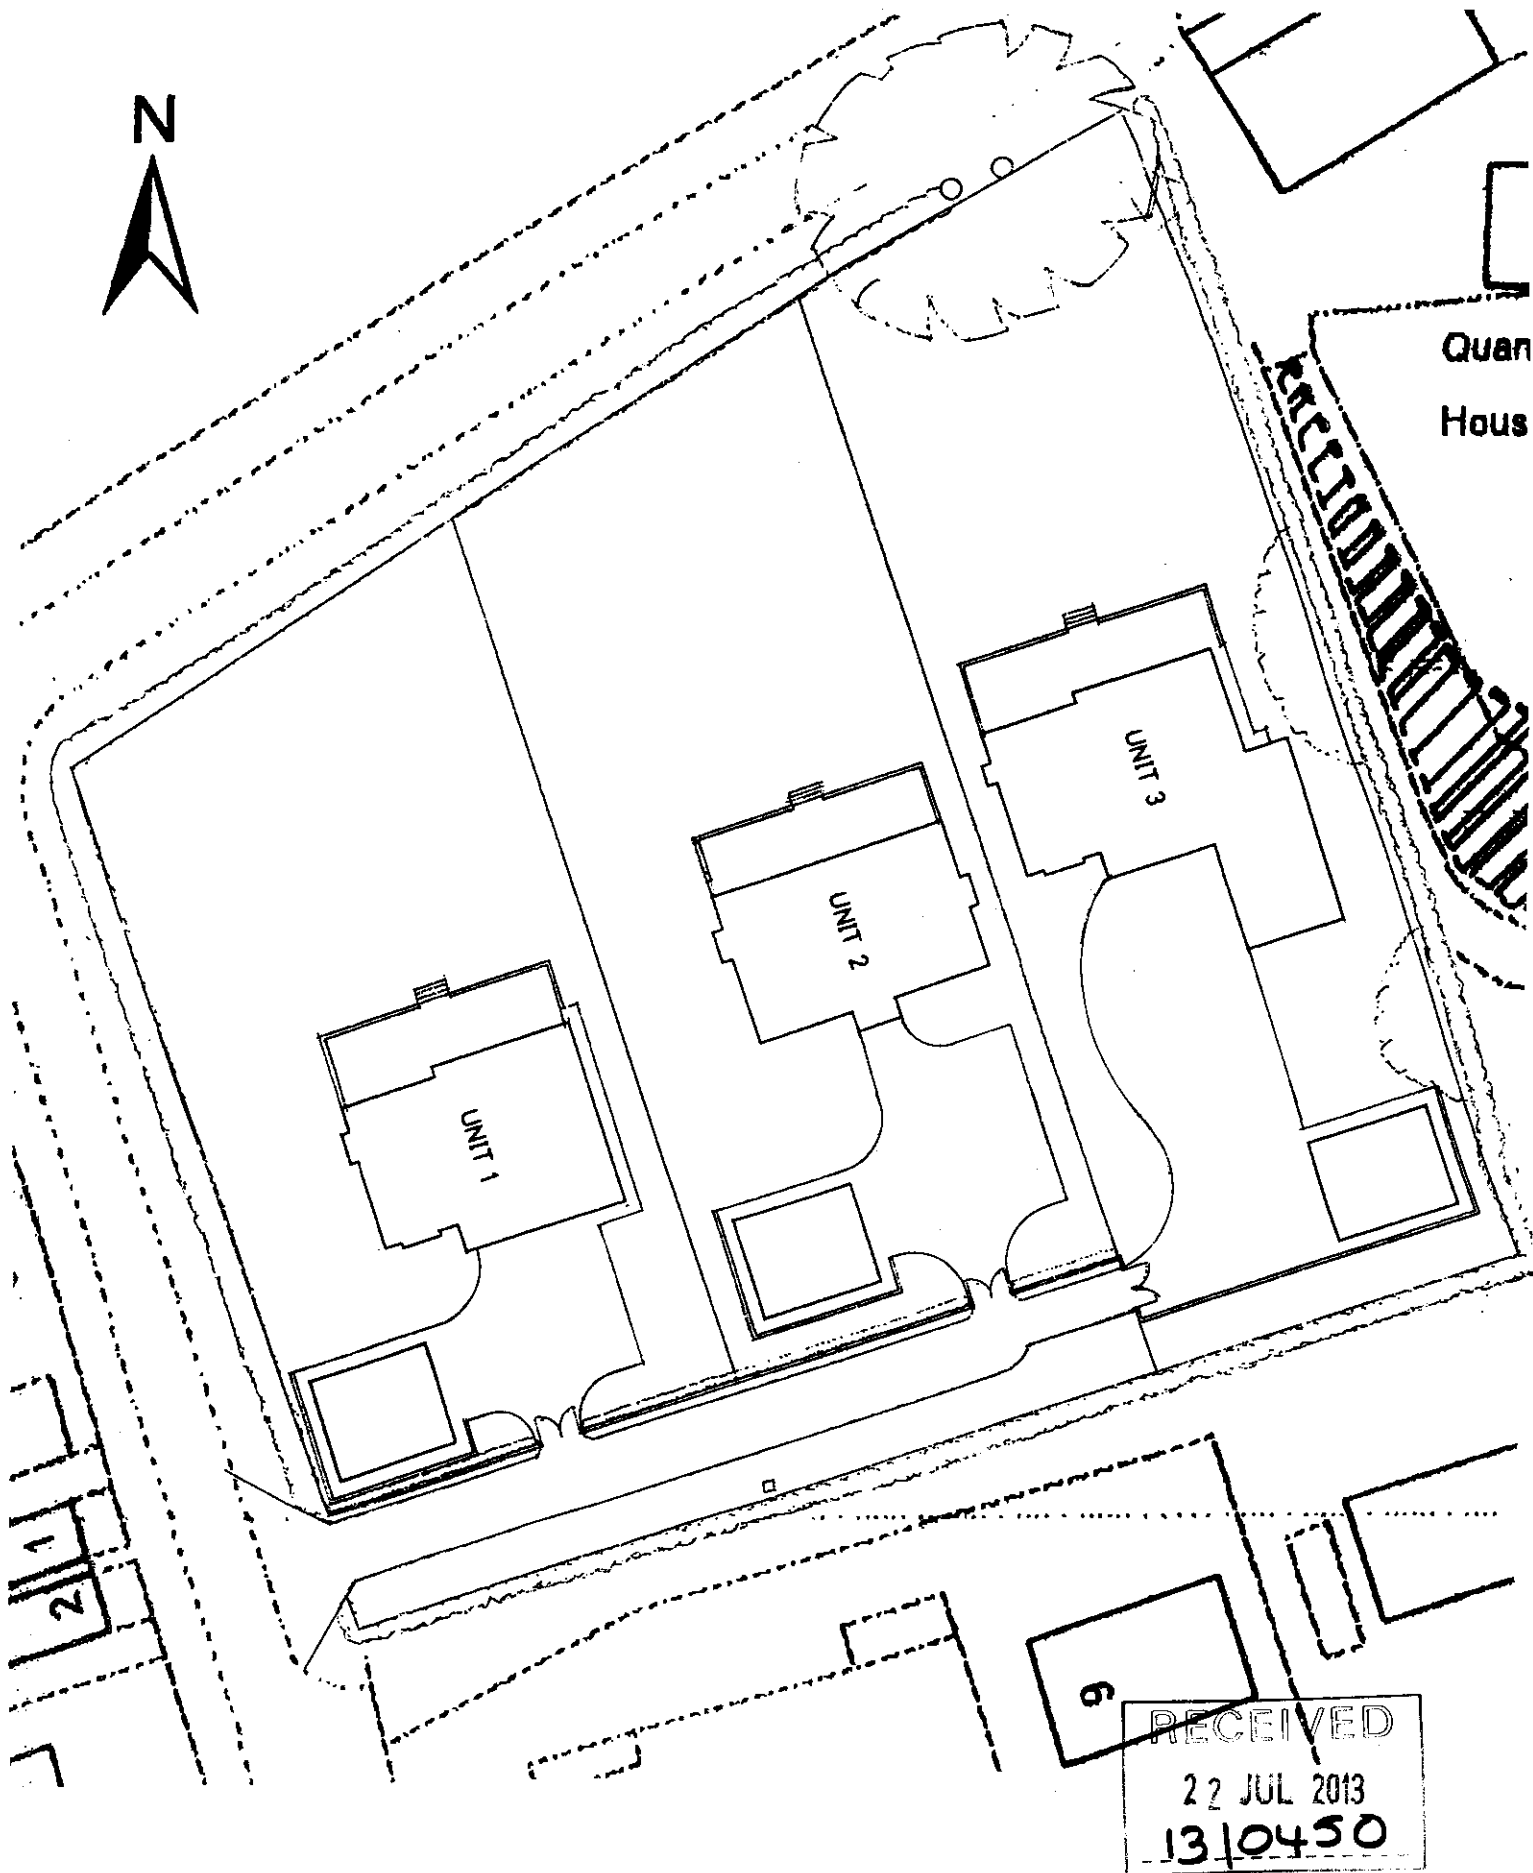 N
Quan
Hous
UNIT 3
UNIT 2
UNIT 1
1
2
9
RECEIVED
22 JUL 2013
13/0450